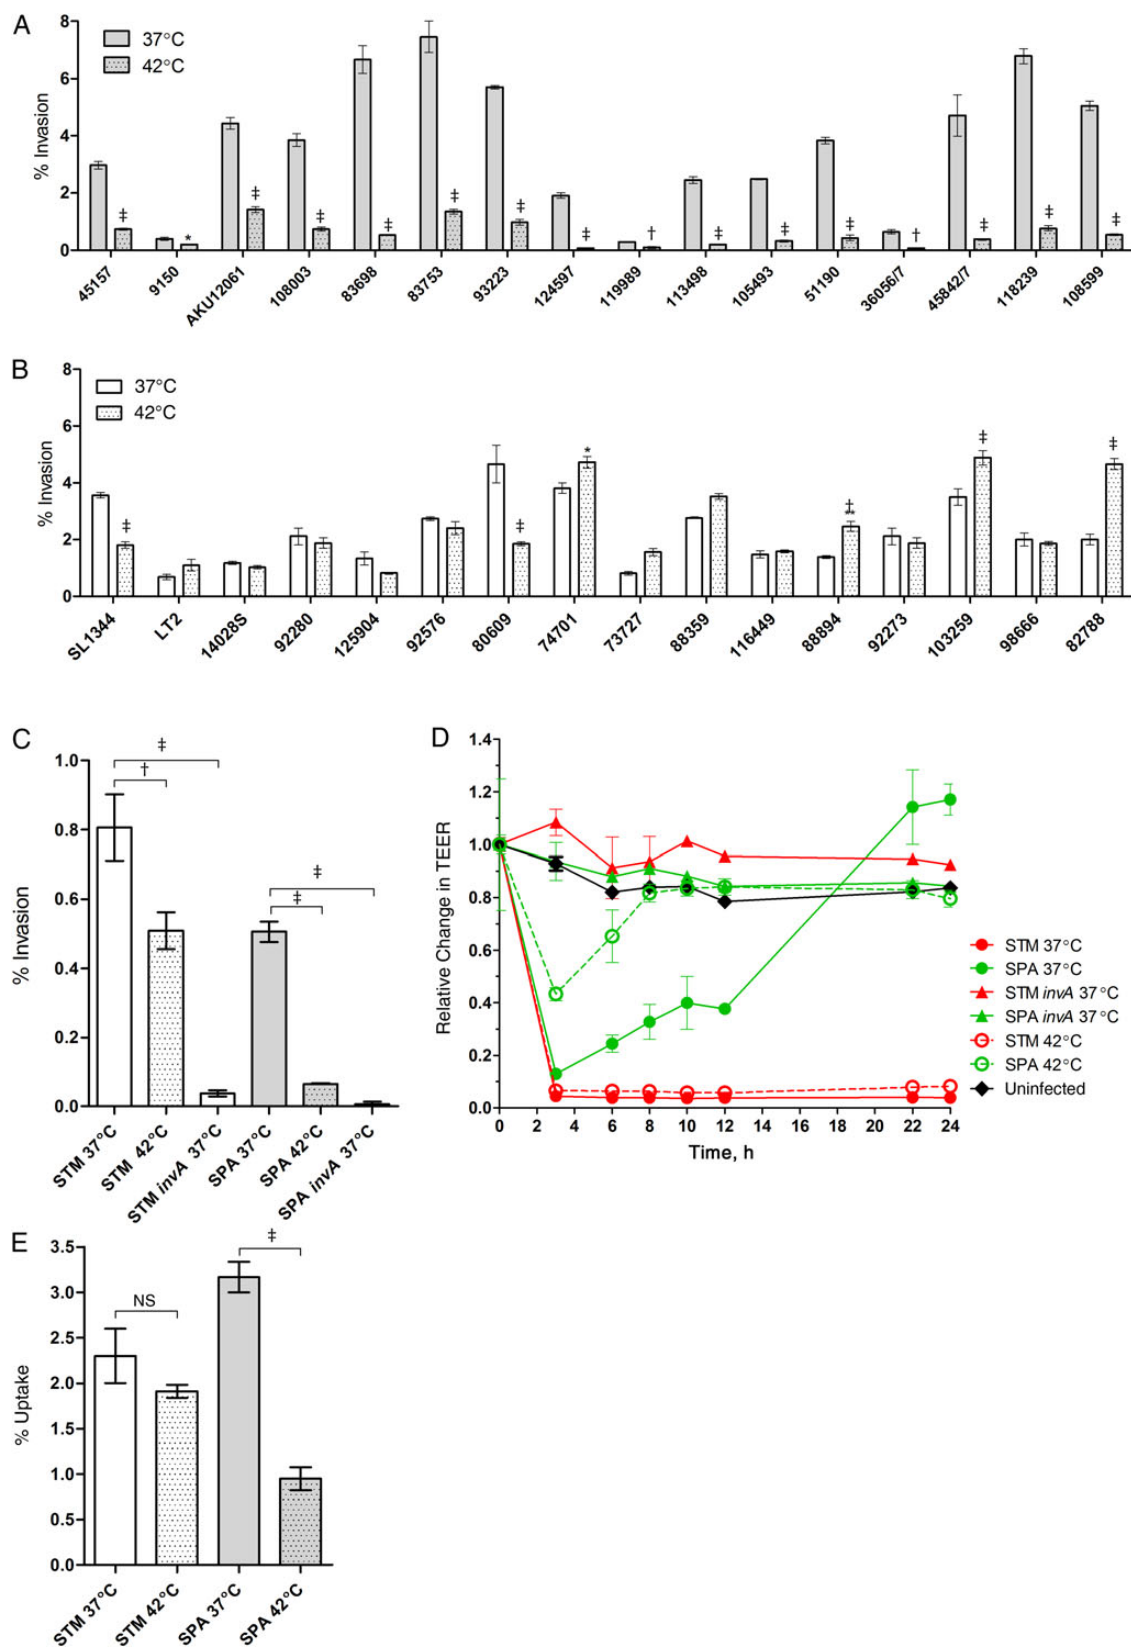 A
8
6
4
2
0
% Invasion
37°C
42°C
‡ * ‡ ‡ ‡ ‡ ‡ ‡ † ‡ ‡ ‡ † ‡ ‡ ‡
45157 9150 AKU12061 108003 83698 83753 93223 124597 119989 113498 105493 51190 36056/7 45842/7 118239 108599
B
8
6
4
2
0
% Invasion
37°C
42°C
‡ ‡ * ‡ ** ‡ ‡
SL1344 LT2 14028S 92280 125904 92576 80609 74701 73727 88359 116449 88894 92273 103259 98666 82788
C
1.0
0.8
0.6
0.4
0.2
0.0
% Invasion
‡
†
‡
‡
STM 37°C STM 42°C STM invA 37°C SPA 37°C SPA 42°C SPA invA 37°C
D
1.4
1.2
1.0
0.8
0.6
0.4
0.2
0.0
Relative Change in TEER
0 2 4 6 8 10 12 14 16 18 20 22 24
Time, h
STM 37°C
SPA 37°C
STM invA 37°C
SPA invA 37°C
STM 42°C
SPA 42°C
Uninfected
E
3.5
3.0
2.5
2.0
1.5
1.0
0.5
0.0
% Uptake
NS
‡
STM 37°C STM 42°C SPA 37°C SPA 42°C